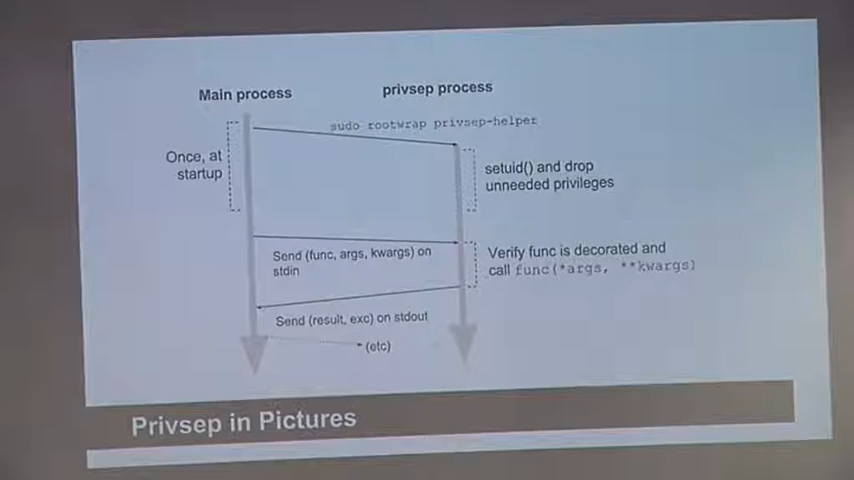 Main process
privsep process
sudo rootwrap privsep-helper
Once, at
startup
setuid() and drop
unneeded privileges
Send (func, args, kwargs) on
stdin
Verify func is decorated and
call func(*args, **kwargs)
Send (result, exc) on stdout
(etc)
Privsep in Pictures